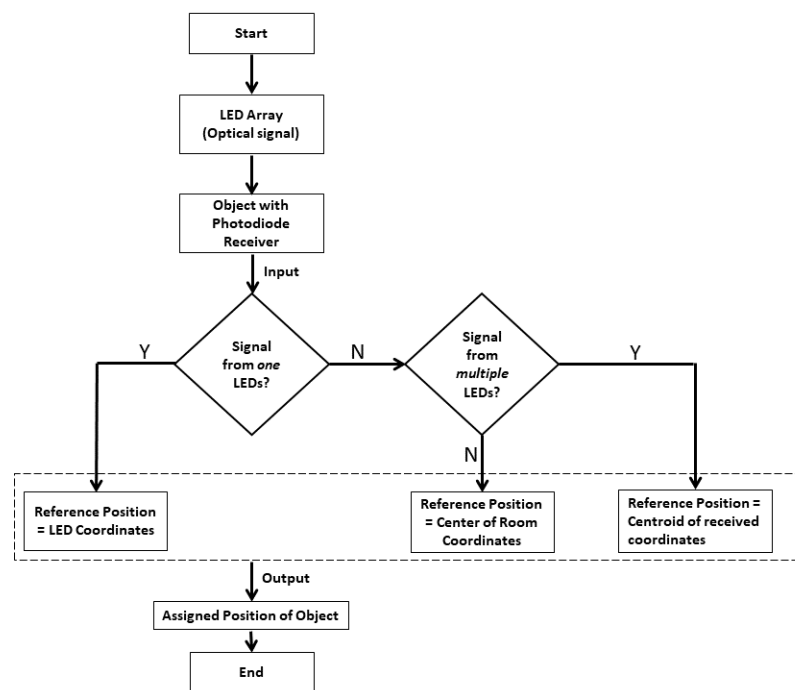 Start
LED Array
(Optical signal)
Object with
Photodiode
Receiver
Input
Signal
from one
LEDs?
Y
N
Signal
from
multiple
LEDs?
Y
N
Reference Position
= LED Coordinates
Reference Position
= Center of Room
Coordinates
Reference Position =
Centroid of received
coordinates
Output
Assigned Position of Object
End